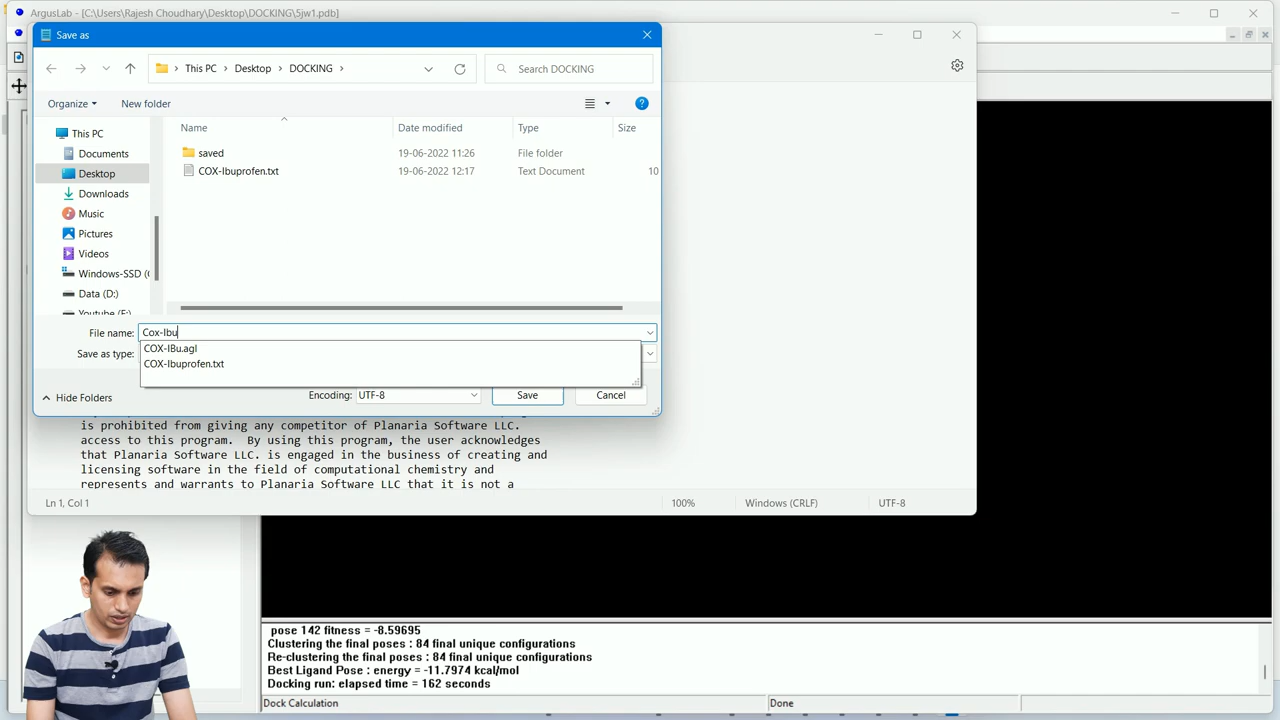 ArgusLab - [C:\Users\Rajesh Choudhary\Desktop\DOCKING\5jw1.pdb]
Save as
This PC > Desktop > DOCKING >
Search DOCKING
Organize
New folder
Name
Date modified
Type
Size
This PC
Documents
Desktop
Downloads
Music
Pictures
Videos
Windows-SSD (
Data (D:)
Youtube (E:)
saved
19-06-2022 11:26
File folder
COX-Ibuprofen.txt
19-06-2022 12:17
Text Document
10
File name:
Cox-Ibu
Save as type:
COX-IBu.agl
COX-Ibuprofen.txt
Hide Folders
Encoding:
UTF-8
Save
Cancel
is prohibited from giving any competitor of Planaria Software LLC.
access to this program. By using this program, the user acknowledges
that Planaria Software LLC. is engaged in the business of creating and
licensing software in the field of computational chemistry and
represents and warrants to Planaria Software LLC that it is not a
Ln 1, Col 1
100%
Windows (CRLF)
UTF-8
pose 142 fitness = -8.59695
Clustering the final poses : 84 final unique configurations
Re-clustering the final poses : 84 final unique configurations
Best Ligand Pose : energy = -11.7974 kcal/mol
Docking run: elapsed time = 162 seconds
Dock Calculation
Done